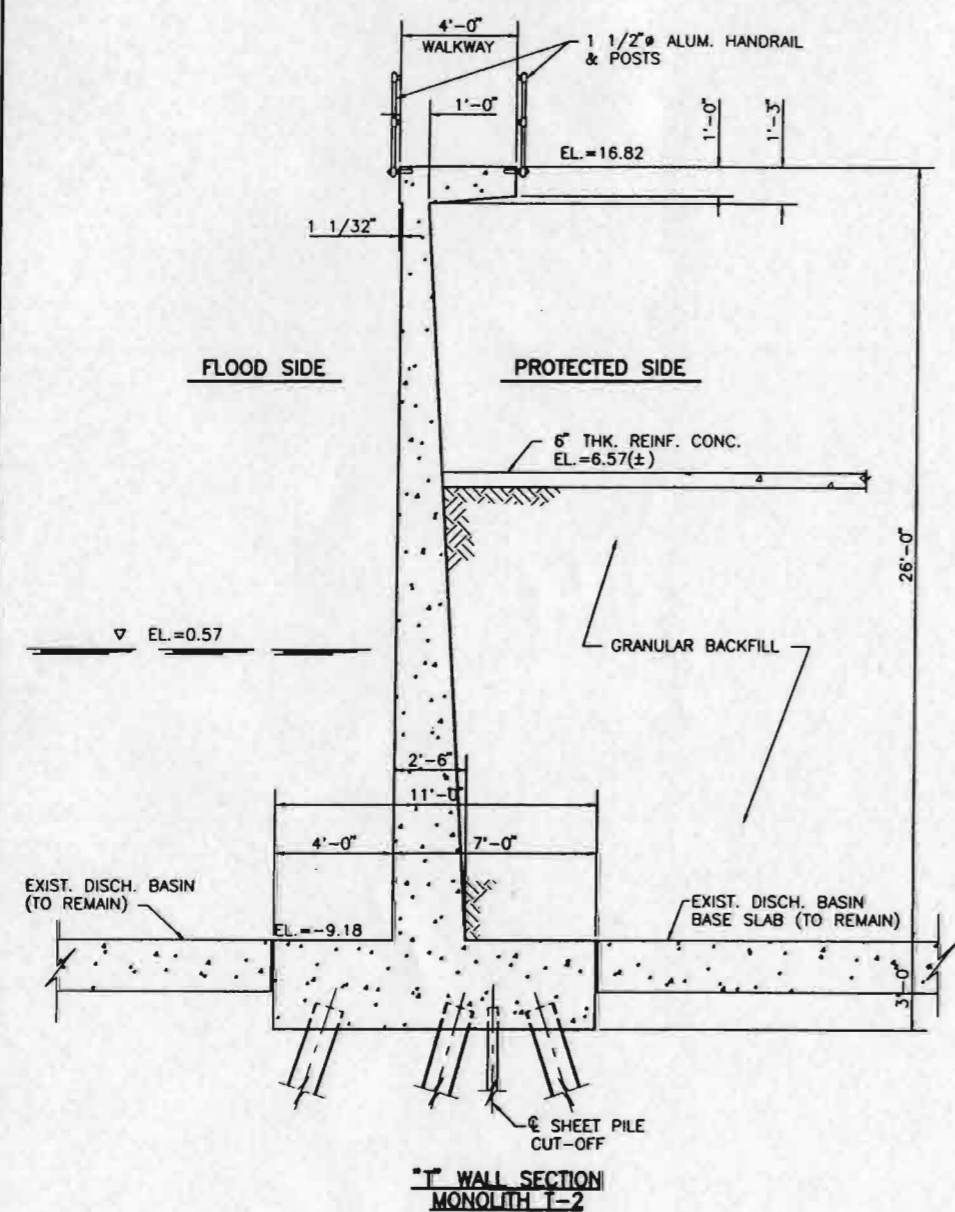 4'-0"
WALKWAY
1 1/2"ø ALUM. HANDRAIL
& POSTS
1'-0"
1'-0"
1'-3"
EL.=16.82
1 1/32"
FLOOD SIDE
PROTECTED SIDE
6" THK. REINF. CONC.
EL.=6.57(±)
26'-0"
EL.=0.57
GRANULAR BACKFILL
2'-6"
11'-0"
4'-0"
7'-0"
EXIST. DISCH. BASIN
(TO REMAIN)
EXIST. DISCH. BASIN
BASE SLAB (TO REMAIN)
EL.=-9.18
3'-0"
℄ SHEET PILE
CUT-OFF
"T" WALL SECTION
MONOLITH T-2